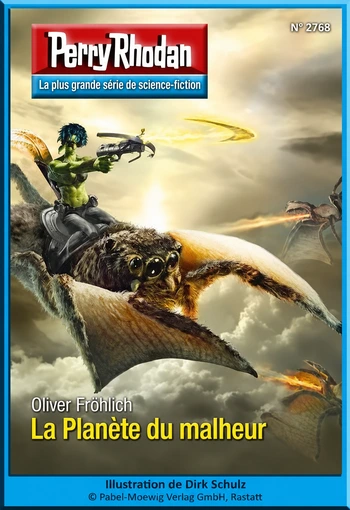 N° 2768
Perry Rhodan
La plus grande série de science-fiction
Oliver Fröhlich
La Planète du malheur
Illustration de Dirk Schulz
© Pabel-Moewig Verlag GmbH, Rastatt